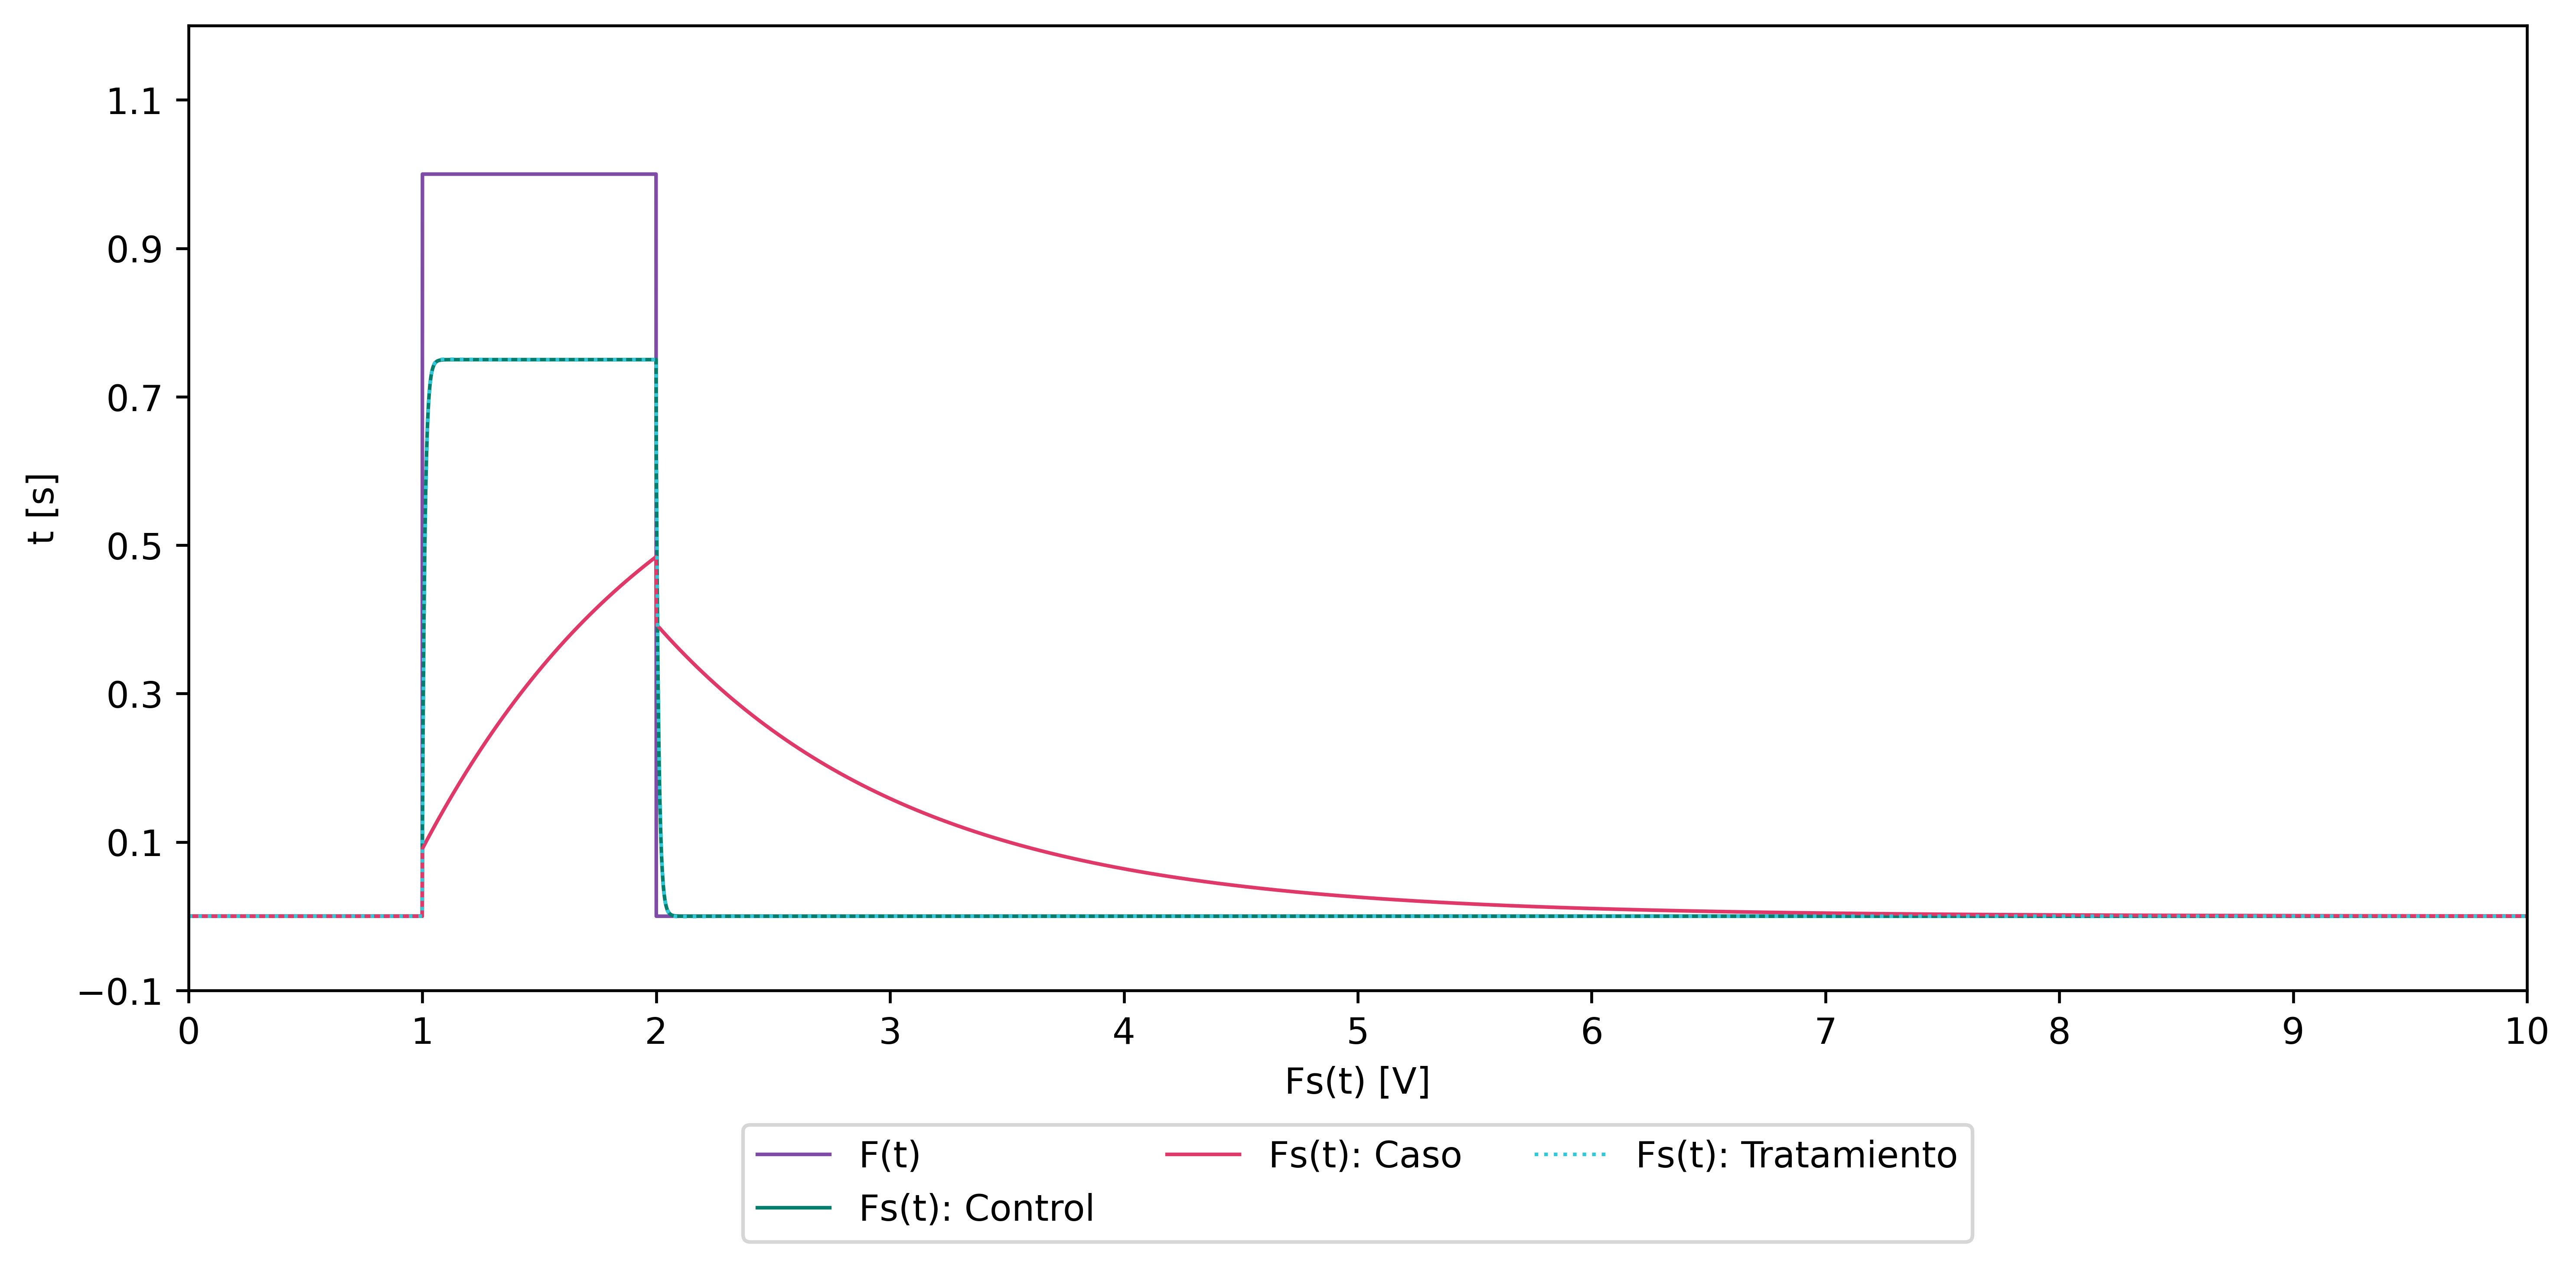 1.1
0.9
0.7
0.5
0.3
0.1
−0.1
t [s]
0 1 2 3 4 5 6 7 8 9 10
Fs(t) [V]
F(t) Fs(t): Caso Fs(t): Tratamiento
Fs(t): Control